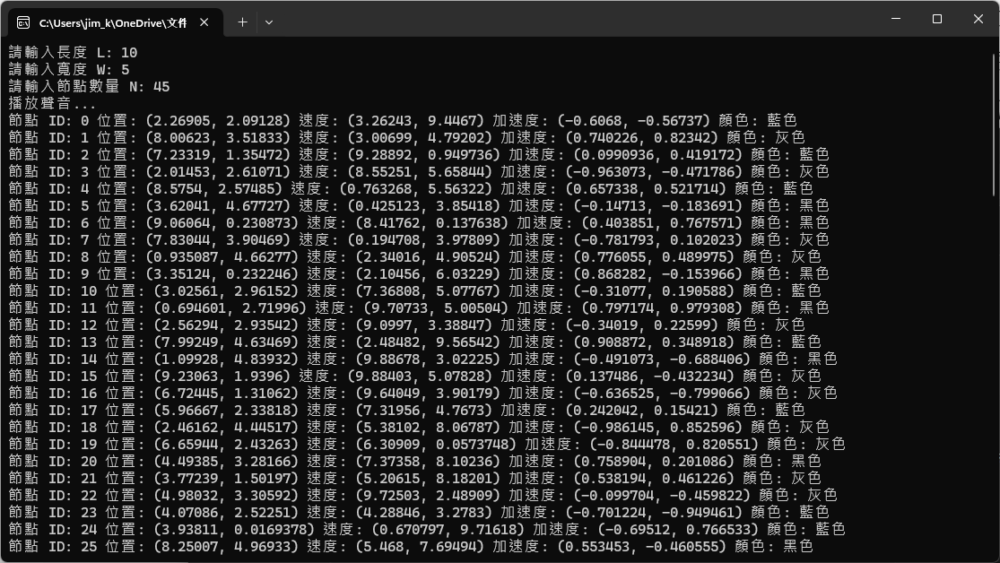 C:\Users\jim_k\OneDrive\文件
請輸入長度 L: 10
請輸入寬度 W: 5
請輸入節點數量 N: 45
播放聲音...
節點 ID: 0 位置: (2.26905, 2.09128) 速度: (3.26243, 9.4467) 加速度: (-0.6068, -0.56737) 顏色: 藍色
節點 ID: 1 位置: (8.00623, 3.51833) 速度: (3.00699, 4.79202) 加速度: (0.740226, 0.82342) 顏色: 灰色
節點 ID: 2 位置: (7.23319, 1.35472) 速度: (9.28892, 0.949736) 加速度: (0.0990936, 0.419172) 顏色: 藍色
節點 ID: 3 位置: (2.01453, 2.61071) 速度: (8.55251, 5.65844) 加速度: (-0.963073, -0.471786) 顏色: 灰色
節點 ID: 4 位置: (8.5754, 2.57485) 速度: (0.763268, 5.56322) 加速度: (0.657338, 0.521714) 顏色: 藍色
節點 ID: 5 位置: (3.62041, 4.67727) 速度: (0.425123, 3.85418) 加速度: (-0.14713, -0.183691) 顏色: 黑色
節點 ID: 6 位置: (9.06064, 0.230873) 速度: (8.41762, 0.137638) 加速度: (0.403851, 0.767571) 顏色: 黑色
節點 ID: 7 位置: (7.83044, 3.90469) 速度: (0.194708, 3.97809) 加速度: (-0.781793, 0.102023) 顏色: 灰色
節點 ID: 8 位置: (0.935087, 4.66277) 速度: (2.34016, 4.90524) 加速度: (0.776055, 0.489975) 顏色: 灰色
節點 ID: 9 位置: (3.35124, 0.232246) 速度: (2.10456, 6.03229) 加速度: (0.868282, -0.153966) 顏色: 黑色
節點 ID: 10 位置: (3.02561, 2.96152) 速度: (7.36808, 5.07767) 加速度: (-0.31077, 0.190588) 顏色: 藍色
節點 ID: 11 位置: (0.694601, 2.71996) 速度: (9.70733, 5.00504) 加速度: (0.797174, 0.979308) 顏色: 黑色
節點 ID: 12 位置: (2.56294, 2.93542) 速度: (9.0997, 3.38847) 加速度: (-0.34019, 0.22599) 顏色: 灰色
節點 ID: 13 位置: (7.99249, 4.63469) 速度: (2.48482, 9.56542) 加速度: (0.908872, 0.348918) 顏色: 藍色
節點 ID: 14 位置: (1.09928, 4.83932) 速度: (9.88678, 3.02225) 加速度: (-0.491073, -0.688406) 顏色: 黑色
節點 ID: 15 位置: (9.23063, 1.9396) 速度: (9.88403, 5.07828) 加速度: (0.137486, -0.432234) 顏色: 灰色
節點 ID: 16 位置: (6.72445, 1.31062) 速度: (9.64049, 3.90179) 加速度: (-0.636525, -0.799066) 顏色: 灰色
節點 ID: 17 位置: (5.96667, 2.33818) 速度: (7.31956, 4.7673) 加速度: (0.242042, 0.15421) 顏色: 藍色
節點 ID: 18 位置: (2.46162, 4.44517) 速度: (5.38102, 8.06787) 加速度: (-0.986145, 0.852596) 顏色: 灰色
節點 ID: 19 位置: (6.65944, 2.43263) 速度: (6.30909, 0.0573748) 加速度: (-0.844478, 0.820551) 顏色: 灰色
節點 ID: 20 位置: (4.49385, 3.28166) 速度: (7.37358, 8.10236) 加速度: (0.758904, 0.201086) 顏色: 黑色
節點 ID: 21 位置: (3.77239, 1.50197) 速度: (5.20615, 8.18201) 加速度: (0.538194, 0.461226) 顏色: 灰色
節點 ID: 22 位置: (4.98032, 3.30592) 速度: (9.72503, 2.48909) 加速度: (-0.099704, -0.459822) 顏色: 灰色
節點 ID: 23 位置: (4.07086, 2.52251) 速度: (4.28846, 3.2783) 加速度: (-0.701224, -0.949461) 顏色: 藍色
節點 ID: 24 位置: (3.93811, 0.0169378) 速度: (0.670797, 9.71618) 加速度: (-0.69512, 0.766533) 顏色: 藍色
節點 ID: 25 位置: (8.25007, 4.96933) 速度: (5.468, 7.69494) 加速度: (0.553453, -0.460555) 顏色: 黑色